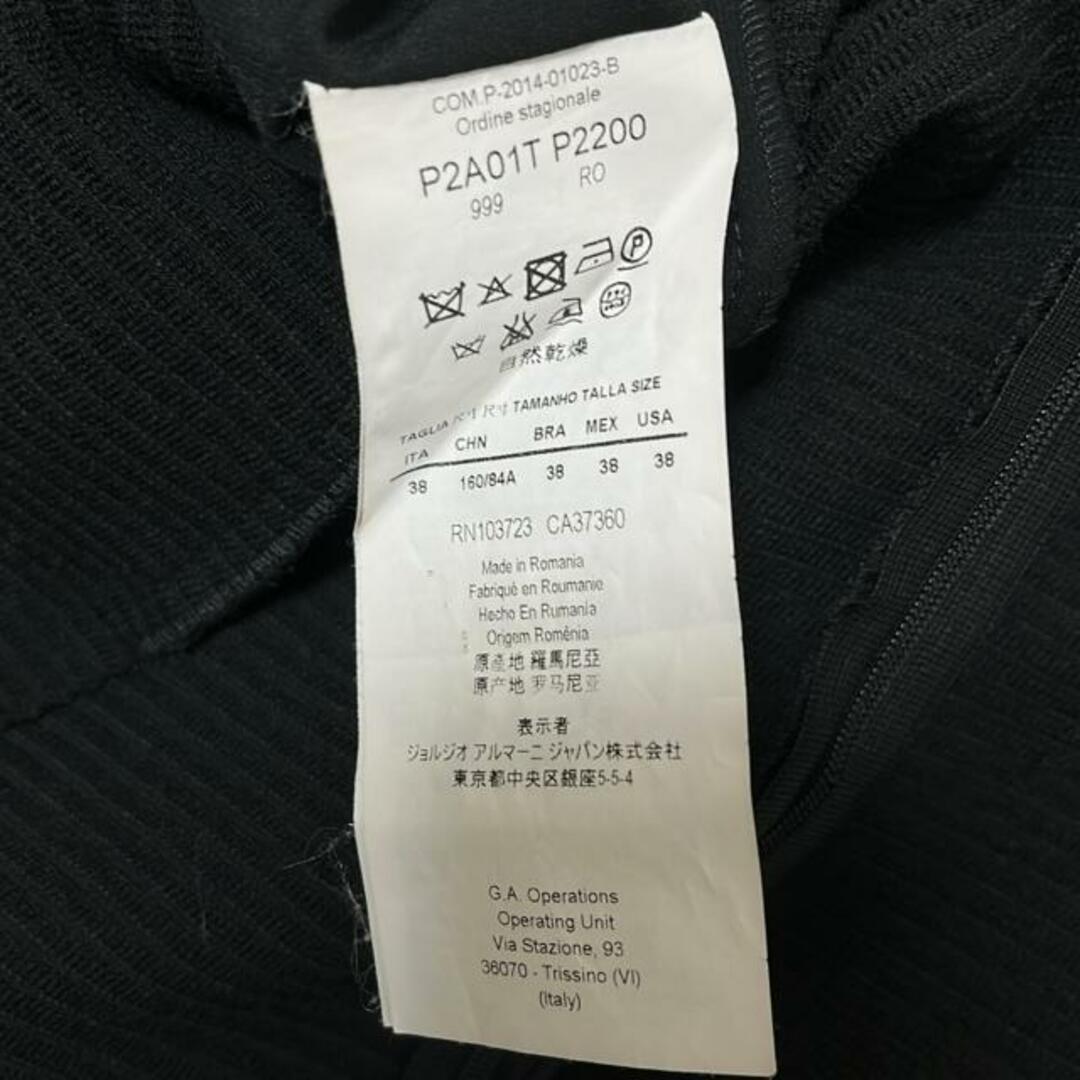 COM.P-2014-01023-B
Ordine stagionale
P2A01T P2200
999 RO
P
自然乾燥
TAGLIA TAMANHO TALLA SIZE
ITA CHN BRA MEX USA
38 160/84A 38 38 38
RN103723 CA37360
Made in Romania
Fabriqué en Roumanie
Hecho En Rumania
Origem Romênia
原產地 羅馬尼亞
原产地 罗马尼亚
表示者
ジョルジオ アルマーニ ジャパン株式会社
東京都中央区銀座5-5-4
G.A. Operations
Operating Unit
Via Stazione, 93
36070 - Trissino (VI)
(Italy)